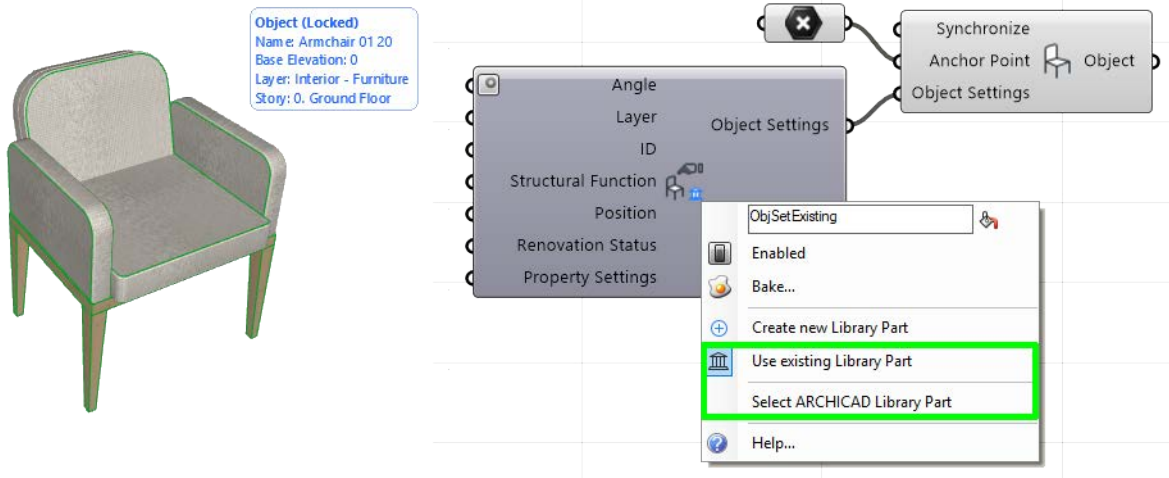 Object (Locked)
Name: Armchair 01 20
Base Elevation: 0
Layer: Interior - Furniture
Story: 0. Ground Floor
Synchronize
Anchor Point
Object Settings
Object
Angle
Layer
ID
Structural Function
Position
Renovation Status
Property Settings
Object Settings
ObjSetExisting
Enabled
Bake...
Create new Library Part
Use existing Library Part
Select ARCHICAD Library Part
Help...